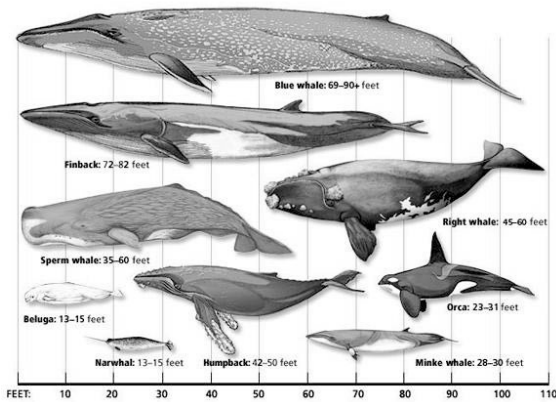 Blue whale: 69–90+ feet
Finback: 72–82 feet
Right whale: 45–60 feet
Sperm whale: 35–60 feet
Orca: 23–31 feet
Beluga: 13–15 feet
Narwhal: 13–15 feet
Humpback: 42–50 feet
Minke whale: 28–30 feet
FEET: 10 20 30 40 50 60 70 80 90 100 110